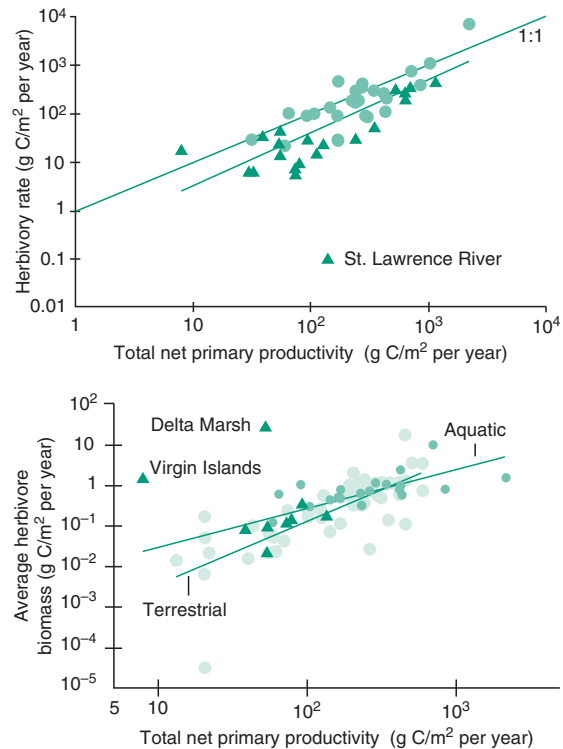 10⁴
10³
10²
10
1
0.1
0.01
Herbivory rate (g C/m² per year)
1:1
St. Lawrence River
1 10 10² 10³ 10⁴
Total net primary productivity (g C/m² per year)
10²
10
1
10⁻¹
10⁻²
10⁻³
10⁻⁴
10⁻⁵
Average herbivore
biomass (g C/m² per year)
Delta Marsh
Aquatic
Virgin Islands
Terrestrial
5 10 10² 10³
Total net primary productivity (g C/m² per year)